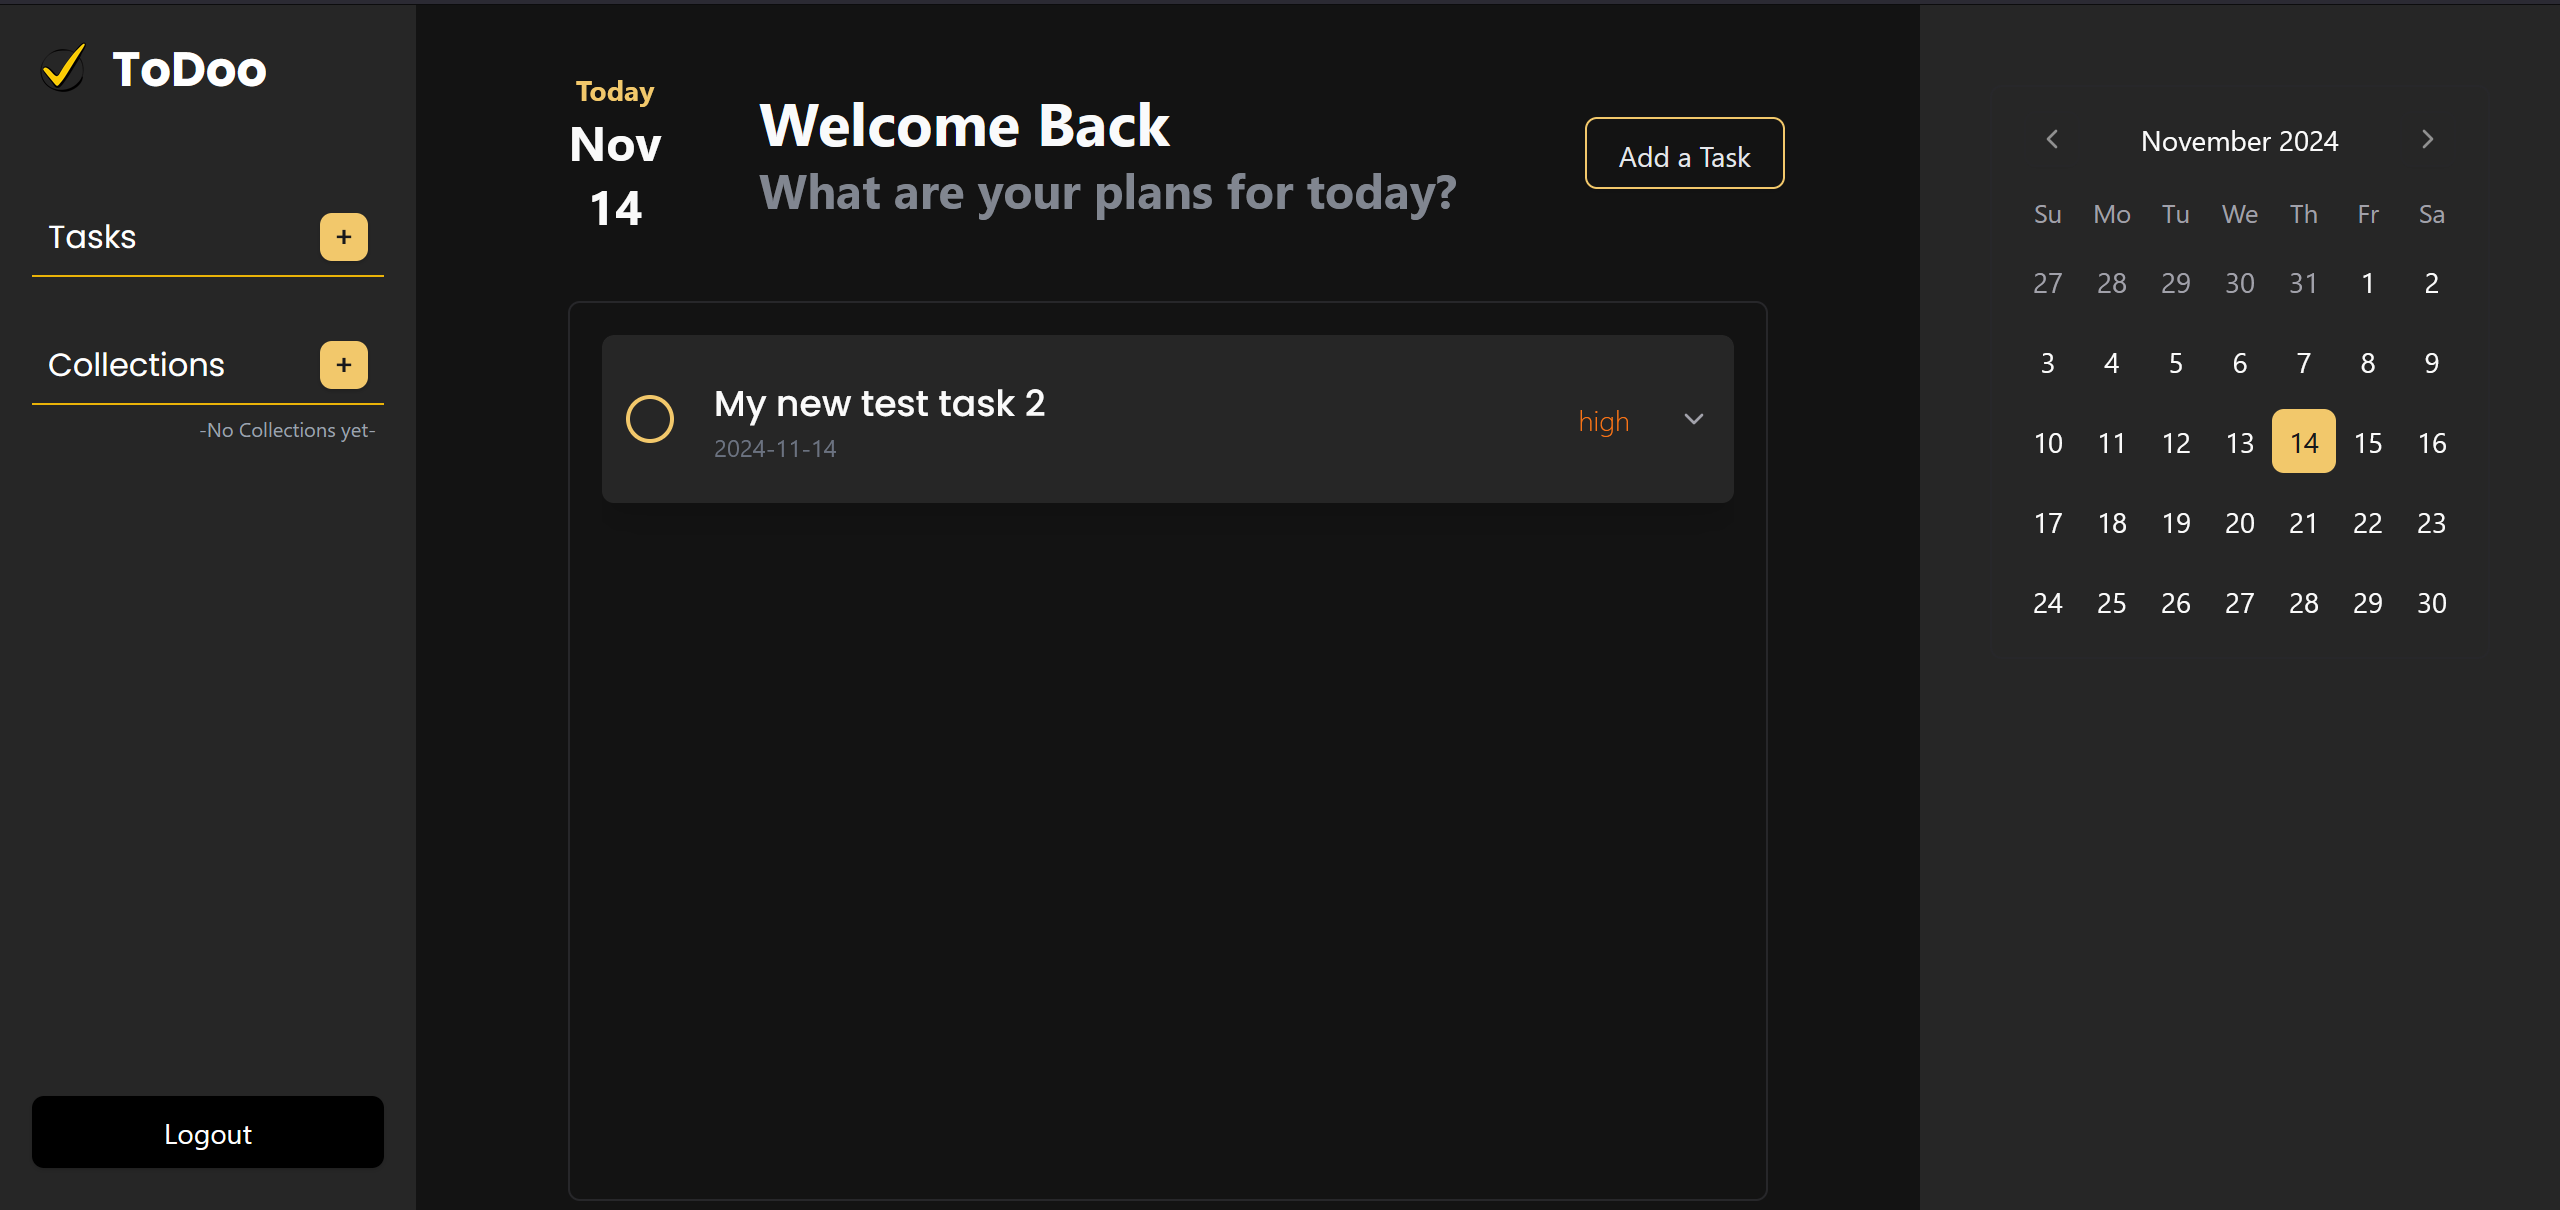 ToDoo
Tasks +
Collections +
-No Collections yet-
Logout
Today
Nov
14
Welcome Back
What are your plans for today?
Add a Task
My new test task 2
2024-11-14
high
November 2024
Su Mo Tu We Th Fr Sa
27 28 29 30 31 1 2
3 4 5 6 7 8 9
10 11 12 13 14 15 16
17 18 19 20 21 22 23
24 25 26 27 28 29 30